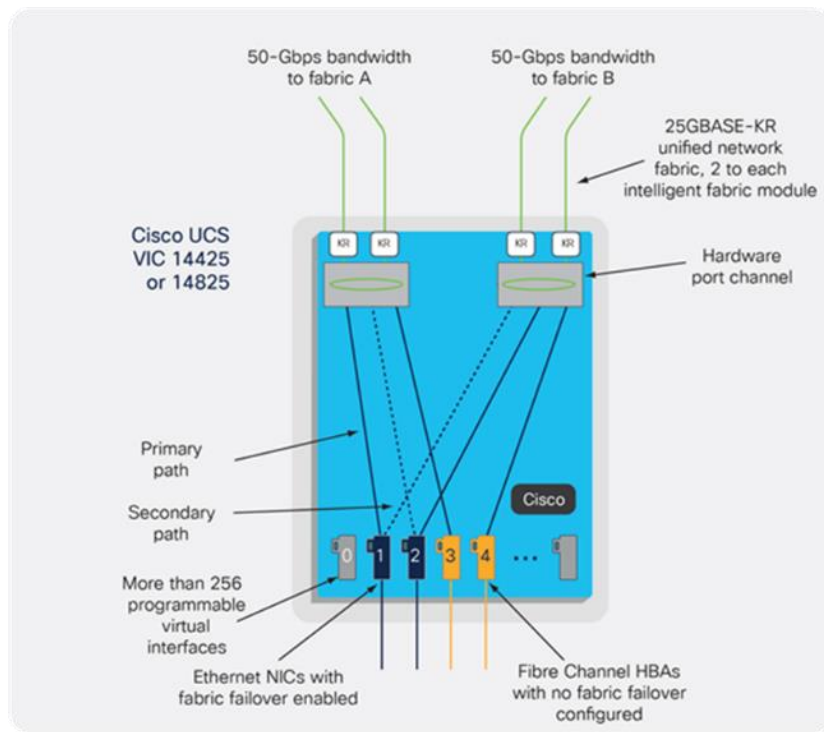 50-Gbps bandwidth
to fabric A
50-Gbps bandwidth
to fabric B
25GBASE-KR
unified network
fabric, 2 to each
intelligent fabric module
Cisco UCS
VIC 14425
or 14825
KR
KR
KR
KR
Hardware
port channel
Primary
path
Secondary
path
Cisco
0
1
2
3
4
...
More than 256
programmable
virtual
interfaces
Ethernet NICs with
fabric failover enabled
Fibre Channel HBAs
with no fabric failover
configured